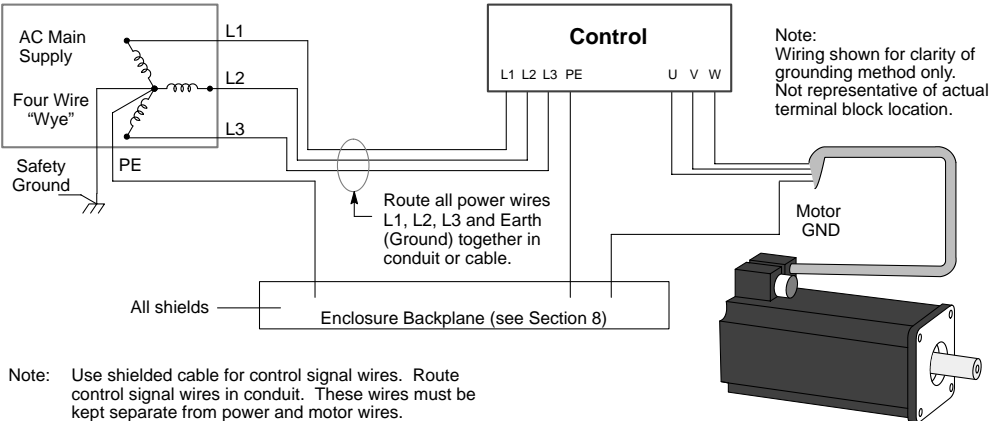 AC Main
Supply
Four Wire
“Wye”
L1
L2
L3
PE
Safety
Ground
Control
L1 L2 L3 PE
U V W
Note:
Wiring shown for clarity of
grounding method only.
Not representative of actual
terminal block location.
Route all power wires
L1, L2, L3 and Earth
(Ground) together in
conduit or cable.
Motor
GND
All shields
Enclosure Backplane (see Section 8)
Note: Use shielded cable for control signal wires. Route
control signal wires in conduit. These wires must be
kept separate from power and motor wires.